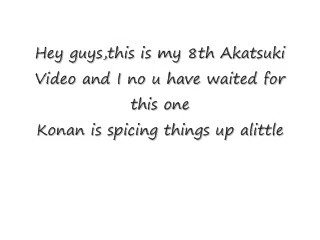 Hey guys,this is my 8th Akatsuki
Video and I no u have waited for
this one
Konan is spicing things up alittle